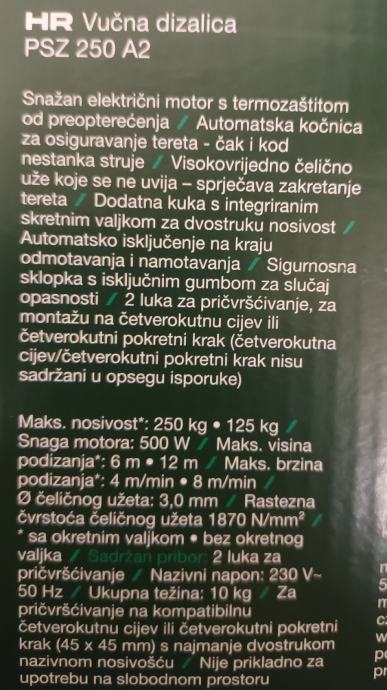 HR Vučna dizalica
PSZ 250 A2
Snažan električni motor s termozaštitom
od preopterećenja / Automatska kočnica
za osiguravanje tereta - čak i kod
nestanka struje / Visokovrijedno čelično
uže koje se ne uvija – sprječava zakretanje
tereta / Dodatna kuka s integriranim
skretnim valjkom za dvostruku nosivost /
Automatsko isključenje na kraju
odmotavanja i namotavanja / Sigurnosna
sklopka s isključnim gumbom za slučaj
opasnosti / 2 luka za pričvršćivanje, za
montažu na četverokutnu cijev ili
četverokutni pokretni krak (četverokutna
cijev/četverokutni pokretni krak nisu
sadržani u opsegu isporuke)
Maks. nosivost*: 250 kg • 125 kg /
Snaga motora: 500 W / Maks. visina
podizanja*: 6 m • 12 m / Maks. brzina
podizanja*: 4 m/min • 8 m/min /
Ø čeličnog užeta: 3,0 mm / Rastezna
čvrstoća čeličnog užeta 1870 N/mm² /
* sa okretnim valjkom • bez okretnog
valjka / Sadržan pribor: 2 luka za
pričvršćivanje / Nazivni napon: 230 V~
50 Hz / Ukupna težina: 10 kg / Za
pričvršćivanje na kompatibilnu
četverokutnu cijev ili četverokutni pokretni
krak (45 x 45 mm) s najmanje dvostrukom
nazivnom nosivošću / Nije prikladno za
upotrebu na slobodnom prostoru